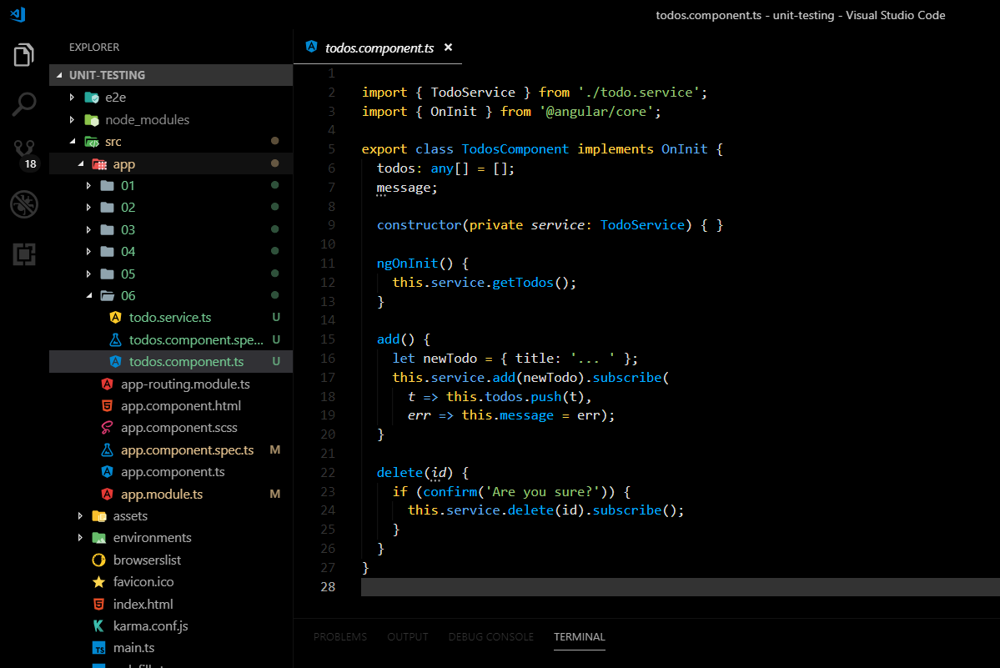 todos.component.ts - unit-testing - Visual Studio Code
EXPLORER
UNIT-TESTING
e2e
node_modules
src
app
01
02
03
04
05
06
todo.service.ts U
todos.component.spe... U
todos.component.ts U
app-routing.module.ts
app.component.html
app.component.scss
app.component.spec.ts M
app.component.ts
app.module.ts M
assets
environments
browserslist
favicon.ico
index.html
karma.conf.js
main.ts
18
todos.component.ts
1
2 import { TodoService } from './todo.service';
3 import { OnInit } from '@angular/core';
4
5 export class TodosComponent implements OnInit {
6   todos: any[] = [];
7   message;
8
9   constructor(private service: TodoService) { }
10
11   ngOnInit() {
12     this.service.getTodos();
13   }
14
15   add() {
16     let newTodo = { title: '... ' };
17     this.service.add(newTodo).subscribe(
18       t => this.todos.push(t),
19       err => this.message = err);
20   }
21
22   delete(id) {
23     if (confirm('Are you sure?')) {
24       this.service.delete(id).subscribe();
25     }
26   }
27 }
28
PROBLEMS OUTPUT DEBUG CONSOLE TERMINAL